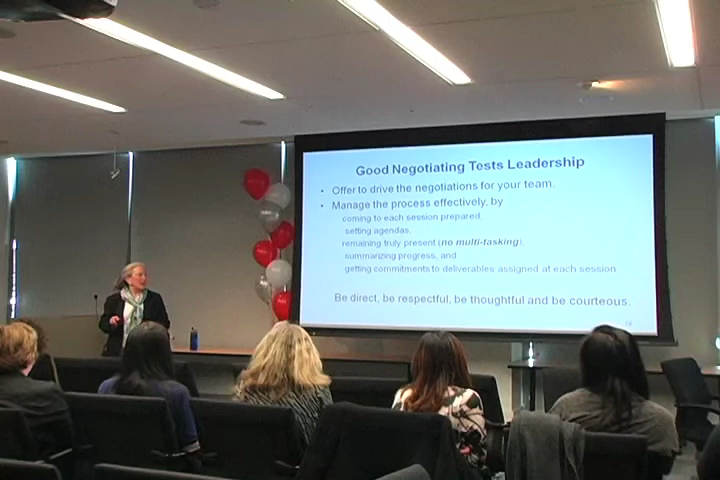 Good Negotiating Tests Leadership
• Offer to drive the negotiations for your team.
• Manage the process effectively, by
coming to each session prepared,
setting agendas,
remaining truly present (no multi-tasking),
summarizing progress, and
getting commitments to deliverables assigned at each session
Be direct, be respectful, be thoughtful and be courteous.